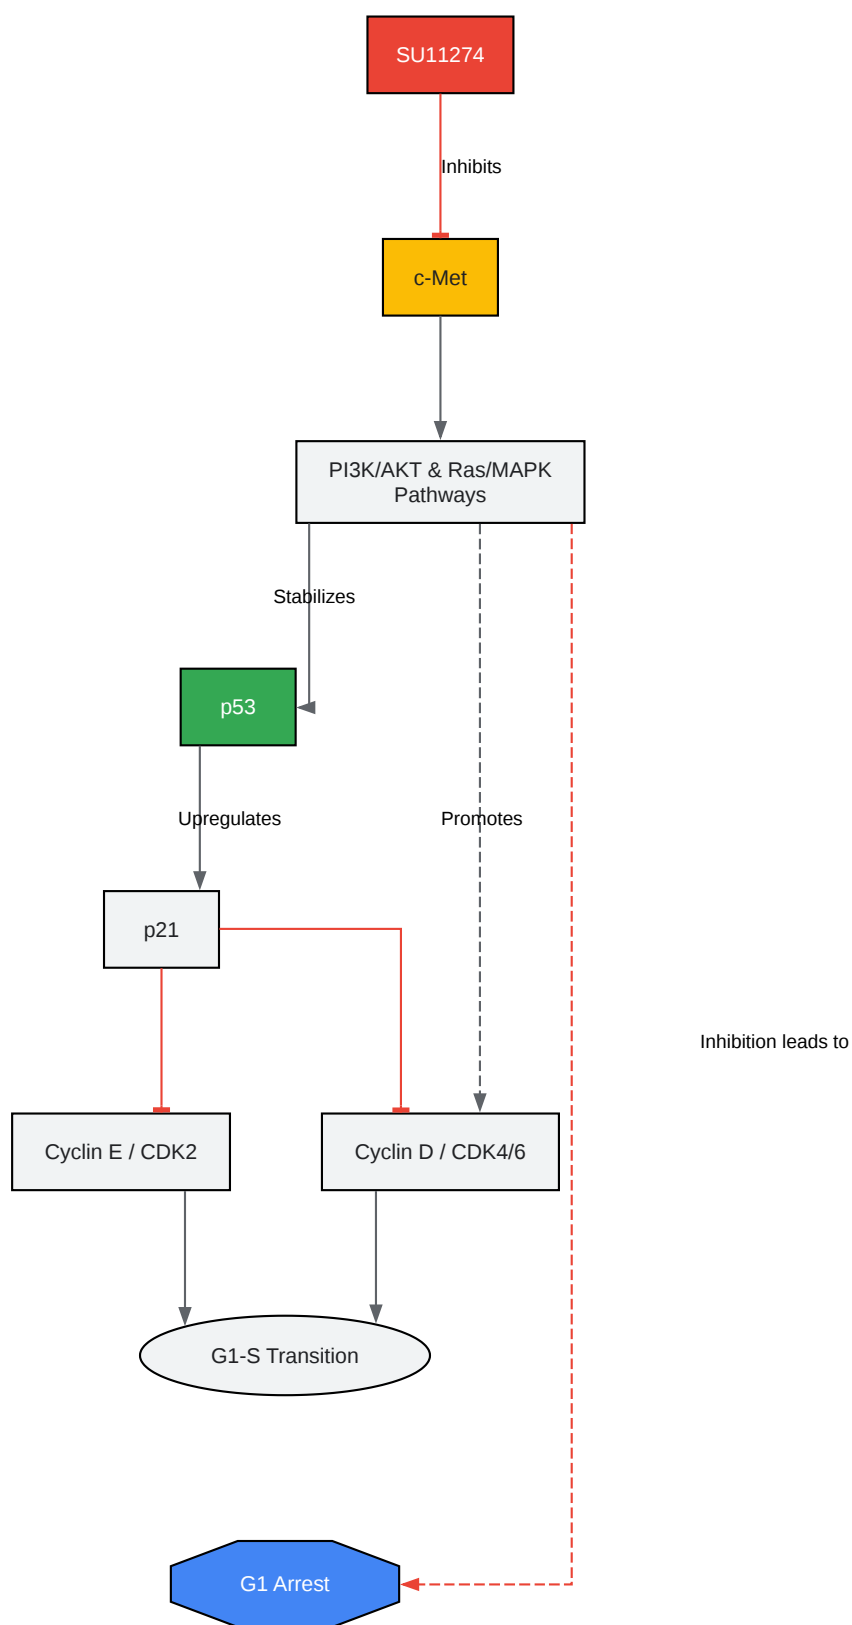 SU11274
Inhibits
c-Met
PI3K/AKT & Ras/MAPK
Pathways
Stabilizes
p53
Upregulates
Promotes
p21
Inhibition leads to
Cyclin E / CDK2
Cyclin D / CDK4/6
G1-S Transition
G1 Arrest